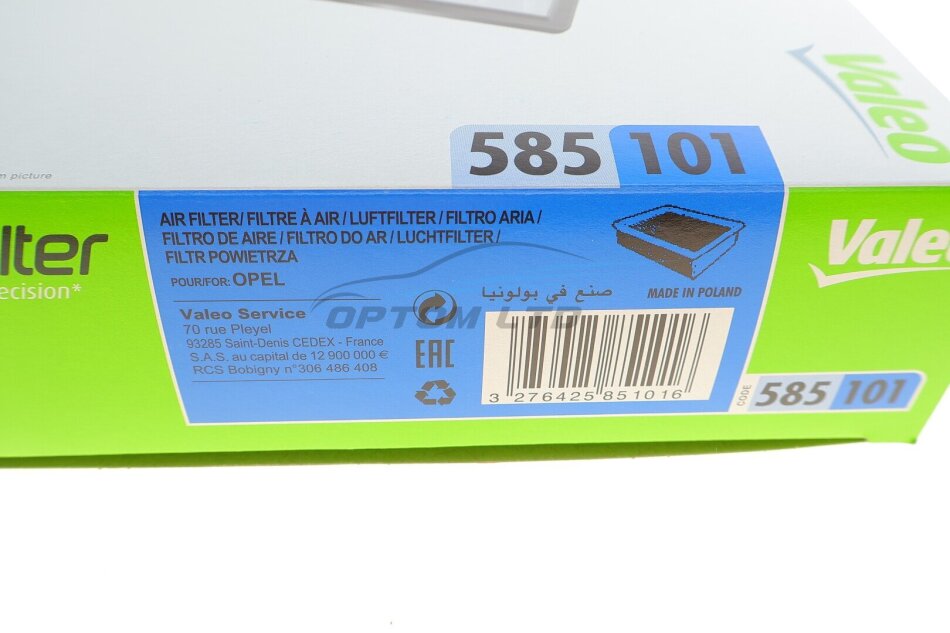 585 101
Valeo
m picture
lter
ecision*
AIR FILTER/ FILTRE À AIR / LUFTFILTER / FILTRO ARIA /
FILTRO DE AIRE / FILTRO DO AR / LUCHTFILTER /
FILTR POWIETRZA
POUR/FOR: OPEL
Valeo Service
70 rue Pleyel
93285 Saint-Denis CEDEX - France
S.A.S. au capital de 12 900 000 €
RCS Bobigny n°306 486 408
EAC
صنع في بولونيا
MADE IN POLAND
3 276425 851016
OPTOM LTD
Vale
CODE 585 101